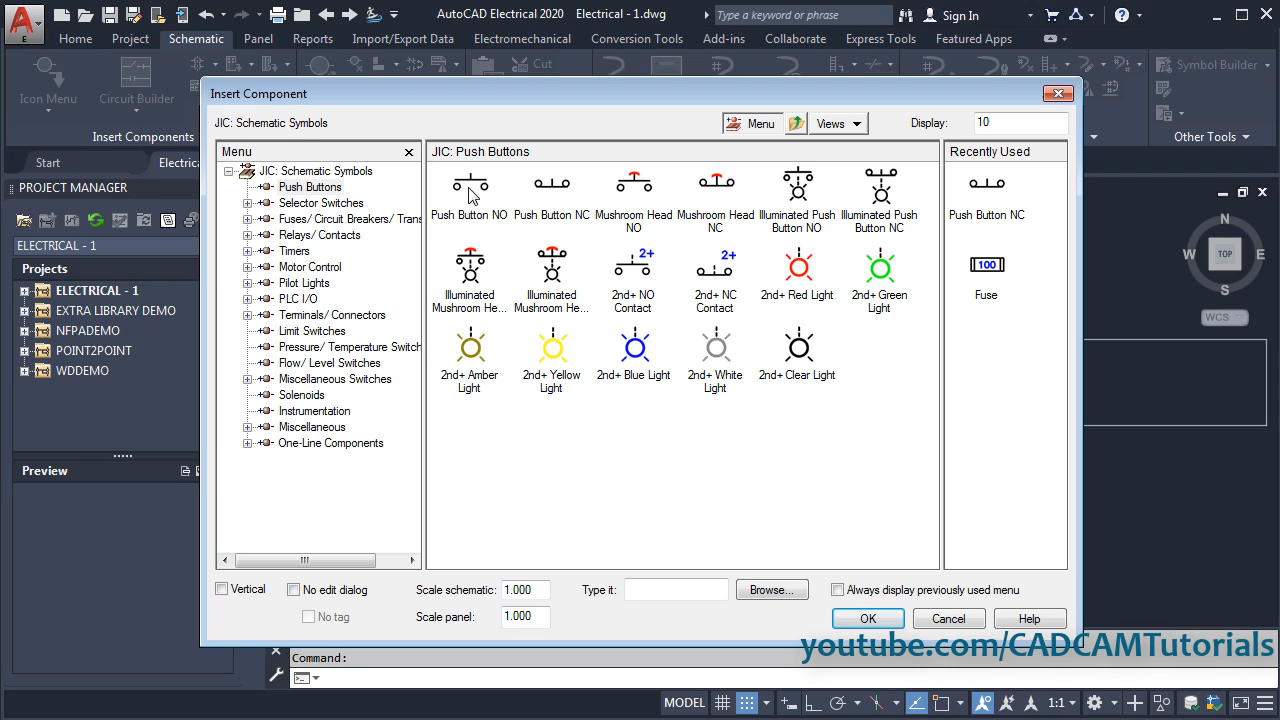 AutoCAD Electrical 2020 Electrical - 1.dwg
Type a keyword or phrase
Sign In
Home Project Schematic Panel Reports Import/Export Data Electromechanical Conversion Tools Add-ins Collaborate Express Tools Featured Apps
Icon Menu
Circuit Builder
Cut
Symbol Builder
Insert Components
Other Tools
Start
Electrica
PROJECT MANAGER
ELECTRICAL - 1
Projects
ELECTRICAL - 1
EXTRA LIBRARY DEMO
NFPADEMO
POINT2POINT
WDDEMO
Preview
Insert Component
JIC: Schematic Symbols
Menu
Views
Display:
10
Menu
JIC: Schematic Symbols
Push Buttons
Selector Switches
Fuses/ Circuit Breakers/ Trans
Relays/ Contacts
Timers
Motor Control
Pilot Lights
PLC I/O
Terminals/ Connectors
Limit Switches
Pressure/ Temperature Switch
Flow/ Level Switches
Miscellaneous Switches
Solenoids
Instrumentation
Miscellaneous
One-Line Components
JIC: Push Buttons
Push Button NO
Push Button NC
Mushroom Head
NO
Mushroom Head
NC
Illuminated Push
Button NO
Illuminated Push
Button NC
Illuminated
Mushroom He...
Illuminated
Mushroom He...
2+
2nd+ NO
Contact
2+
2nd+ NC
Contact
2nd+ Red Light
2nd+ Green
Light
2nd+ Amber
Light
2nd+ Yellow
Light
2nd+ Blue Light
2nd+ White
Light
2nd+ Clear Light
Recently Used
Push Button NC
100
Fuse
Vertical
No edit dialog
No tag
Scale schematic: 1.000
Scale panel: 1.000
Type it:
Browse...
Always display previously used menu
OK
Cancel
Help
N
W TOP E
S
WCS
Command:
youtube.com/CADCAMTutorials
MODEL
1:1